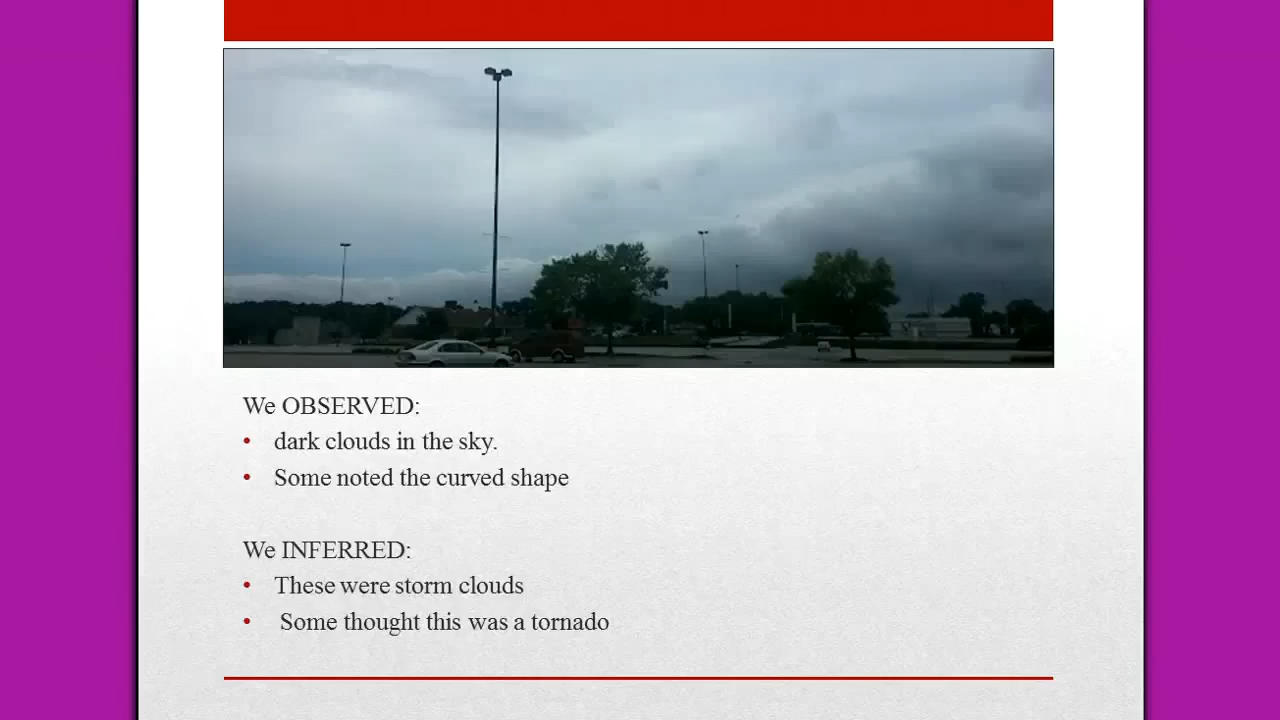 We OBSERVED:
• dark clouds in the sky.
• Some noted the curved shape
We INFERRED:
• These were storm clouds
• Some thought this was a tornado